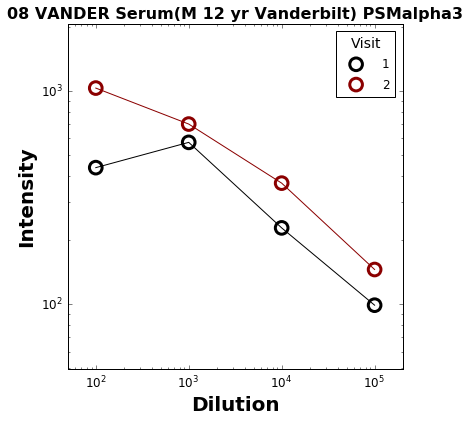 08 VANDER Serum(M 12 yr Vanderbilt) PSMalpha3
Visit
1
2
10³
10²
Intensity
10² 10³ 10⁴ 10⁵
Dilution